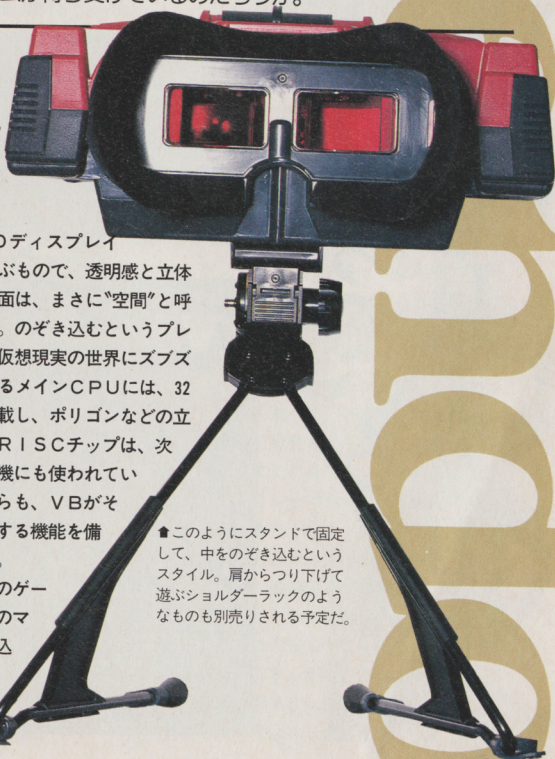 Dディスプレイ
ぶもので、透明感と立体
面は、まさに〝空間〟と呼
。のぞき込むというプレ
仮想現実の世界にズブズ
るメインCPUには、32
載し、ポリゴンなどの立
RISCチップは、次
機にも使われてい
らも、VBがそ
する機能を備
。
のゲー
のマ
込
⬆このようにスタンドで固定
して、中をのぞき込むという
スタイル。肩からつり下げて
遊ぶショルダーラックのよう
なものも別売りされる予定だ。